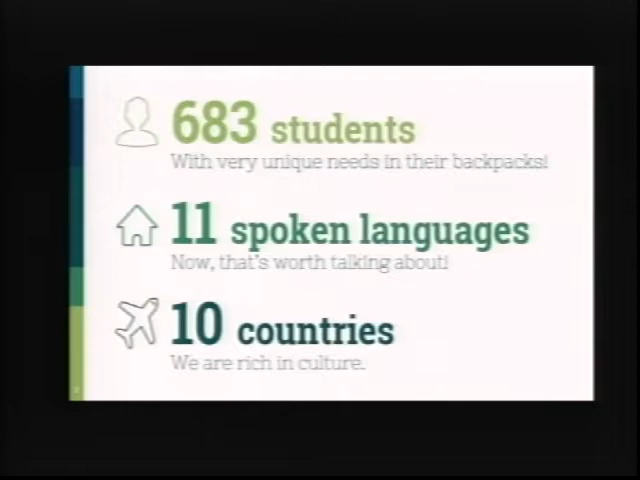 683 students
With very unique needs in their backpacks!
11 spoken languages
Now, that's worth talking about!
10 countries
We are rich in culture.